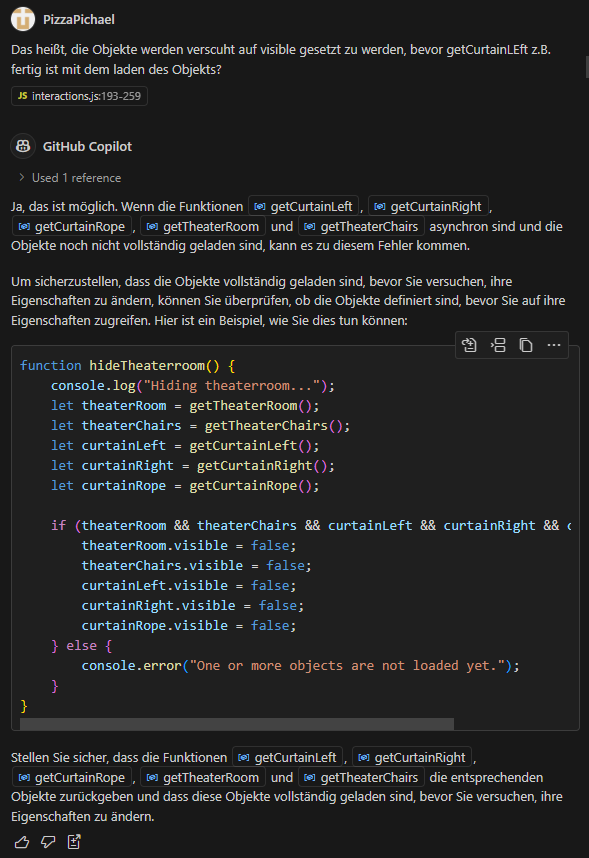 PizzaPichael
Das heißt, die Objekte werden verscuht auf visible gesetzt zu werden, bevor getCurtainLEft z.B.
fertig ist mit dem laden des Objekts?
JS interactions.js:193-259
GitHub Copilot
Used 1 reference
Ja, das ist möglich. Wenn die Funktionen getCurtainLeft , getCurtainRight ,
getCurtainRope , getTheaterRoom und getTheaterChairs asynchron sind und die
Objekte noch nicht vollständig geladen sind, kann es zu diesem Fehler kommen.
Um sicherzustellen, dass die Objekte vollständig geladen sind, bevor Sie versuchen, ihre
Eigenschaften zu ändern, können Sie überprüfen, ob die Objekte definiert sind, bevor Sie auf ihre
Eigenschaften zugreifen. Hier ist ein Beispiel, wie Sie dies tun können:
function hideTheaterroom() {
    console.log("Hiding theaterroom...");
    let theaterRoom = getTheaterRoom();
    let theaterChairs = getTheaterChairs();
    let curtainLeft = getCurtainLeft();
    let curtainRight = getCurtainRight();
    let curtainRope = getCurtainRope();
    if (theaterRoom && theaterChairs && curtainLeft && curtainRight && c
        theaterRoom.visible = false;
        theaterChairs.visible = false;
        curtainLeft.visible = false;
        curtainRight.visible = false;
        curtainRope.visible = false;
    } else {
        console.error("One or more objects are not loaded yet.");
    }
}
Stellen Sie sicher, dass die Funktionen getCurtainLeft , getCurtainRight ,
getCurtainRope , getTheaterRoom und getTheaterChairs die entsprechenden
Objekte zurückgeben und dass diese Objekte vollständig geladen sind, bevor Sie versuchen, ihre
Eigenschaften zu ändern.